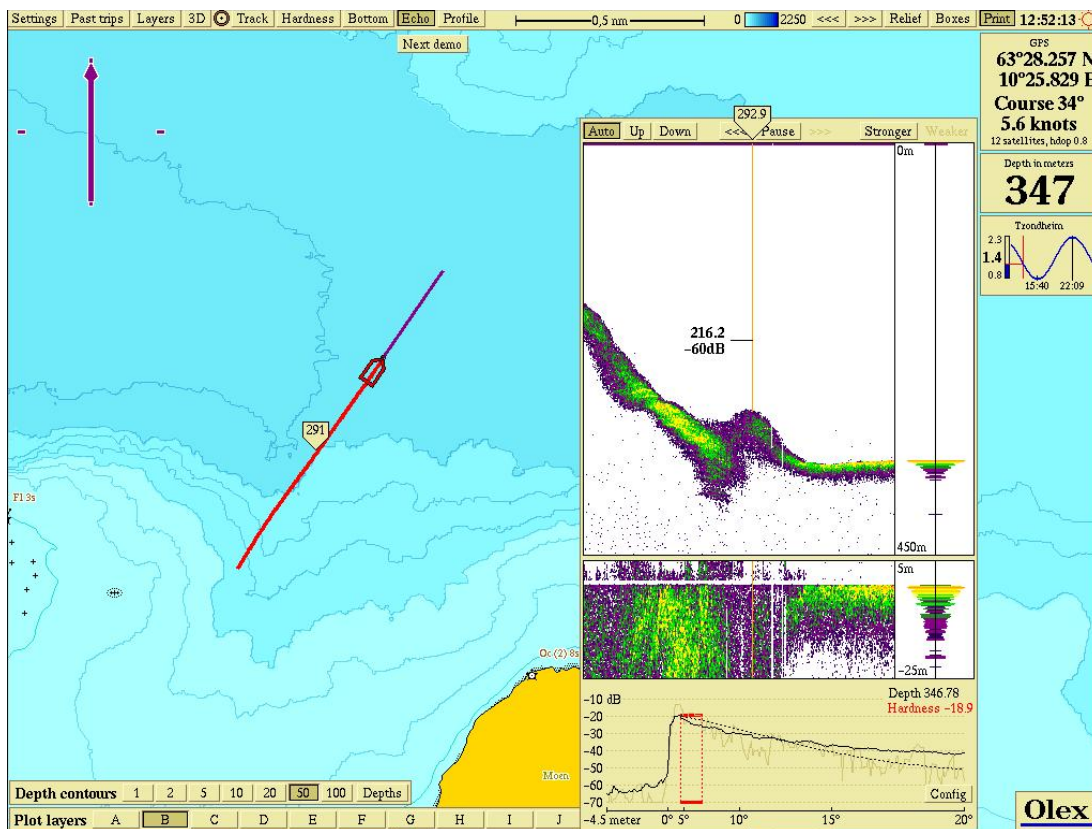 Settings Past trips Layers 3D Track Hardness Bottom Echo Profile 0,5 nm 0 2250 <<< >>> Relief Boxes Print 12:52:13
Next demo
GPS
63°28.257 N
10°25.829 E
Course 34°
5.6 knots
12 satellites, hdop 0.8
Depth in meters
347
Trondheim
2.3
1.4
0.8
15:40 22:09
292.9
Auto Up Down <<< Pause >>> Stronger Weaker
0m
216.2
-60dB
450m
5m
-25m
291
Fl 3s
Oc (2) 8s
Moen
Depth 346.78
Hardness -18.9
-10 dB
-20
-30
-40
-50
-60
-70
Config
-4.5 meter 0° 5° 10° 15° 20°
Depth contours 1 2 5 10 20 50 100 Depths
Plot layers A B C D E F G H I J
Olex